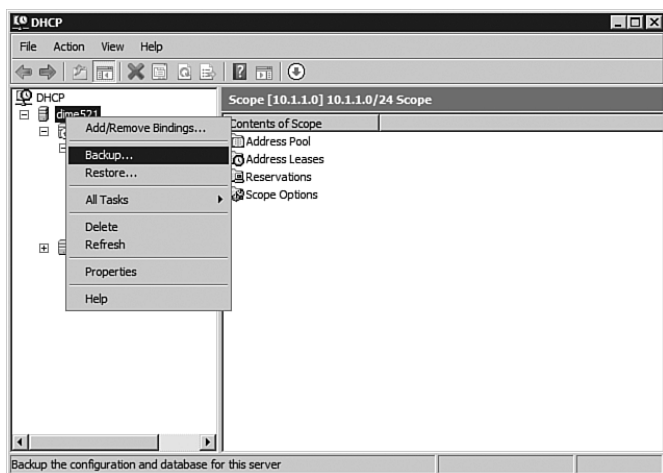 DHCP
File Action View Help
DHCP
dime521
Add/Remove Bindings...
Backup...
Restore...
All Tasks
Delete
Refresh
Properties
Help
Scope [10.1.1.0] 10.1.1.0/24 Scope
Contents of Scope
Address Pool
Address Leases
Reservations
Scope Options
Backup the configuration and database for this server